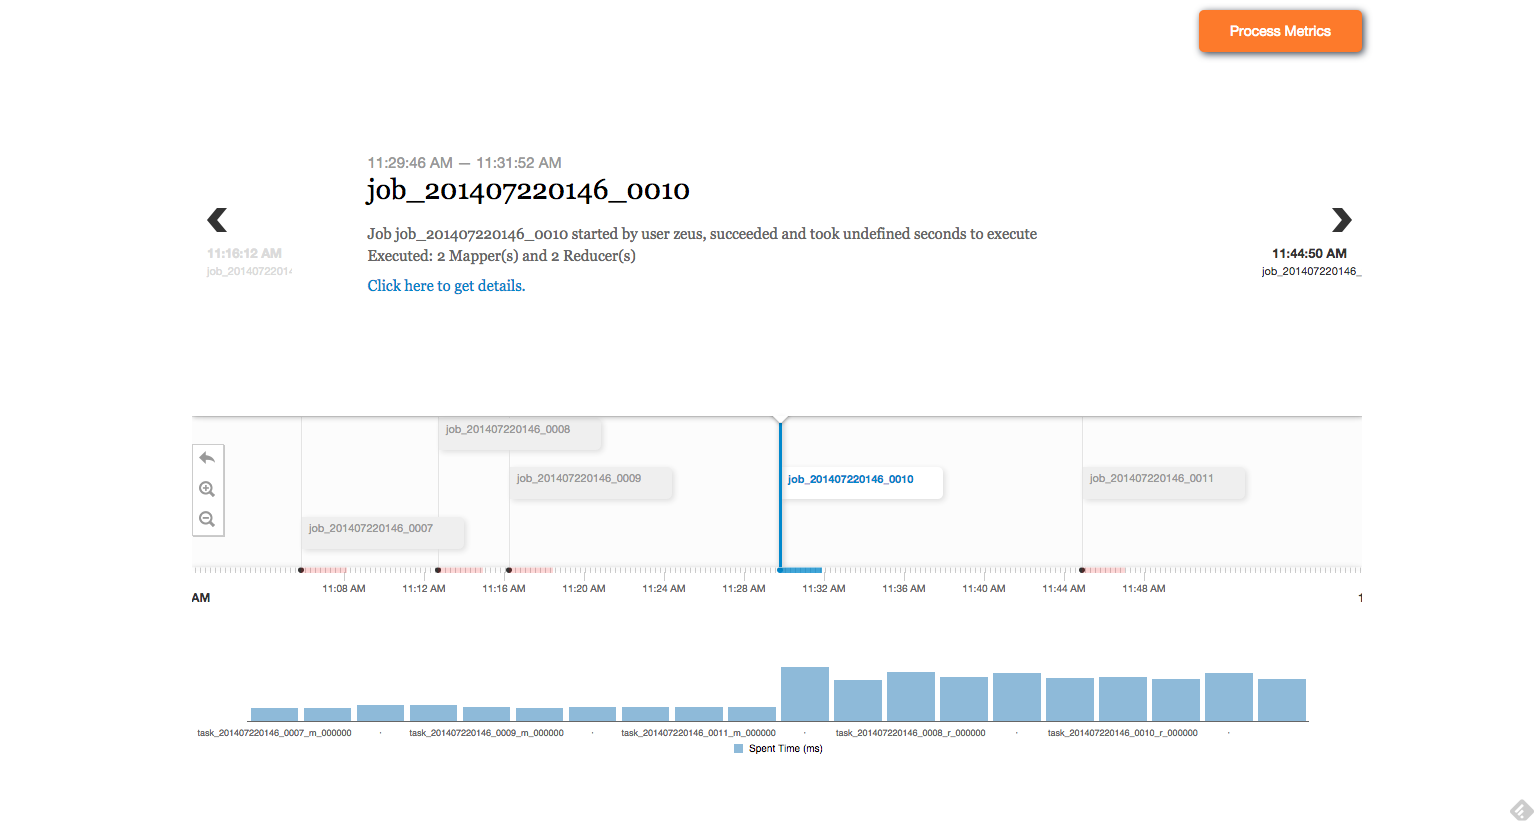 Process Metrics
11:29:46 AM — 11:31:52 AM
job_201407220146_0010
Job job_201407220146_0010 started by user zeus, succeeded and took undefined seconds to execute
Executed: 2 Mapper(s) and 2 Reducer(s)
Click here to get details.
11:16:12 AM
job_20140722014
11:44:50 AM
job_201407220146_
job_201407220146_0008
job_201407220146_0009
job_201407220146_0010
job_201407220146_0011
job_201407220146_0007
11:08 AM 11:12 AM 11:16 AM 11:20 AM 11:24 AM 11:28 AM 11:32 AM 11:36 AM 11:40 AM 11:44 AM 11:48 AM
AM 1
task_201407220146_0007_m_000000 . task_201407220146_0009_m_000000 . task_201407220146_0011_m_000000 . task_201407220146_0008_r_000000 . task_201407220146_0010_r_000000 .
Spent Time (ms)